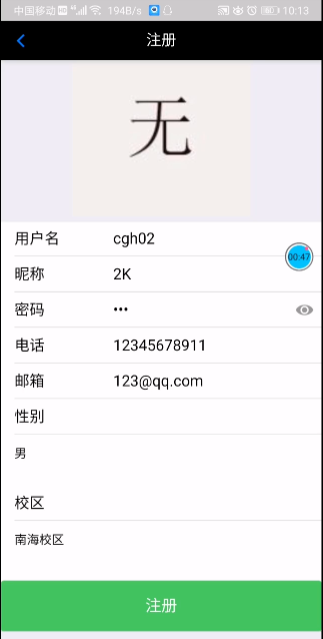 中国移动 HD 4G 194B/s 10:13
注册
无
用户名 cgh02
00:47
昵称 2K
密码 •••
电话 12345678911
邮箱 123@qq.com
性别
男
校区
南海校区
注册